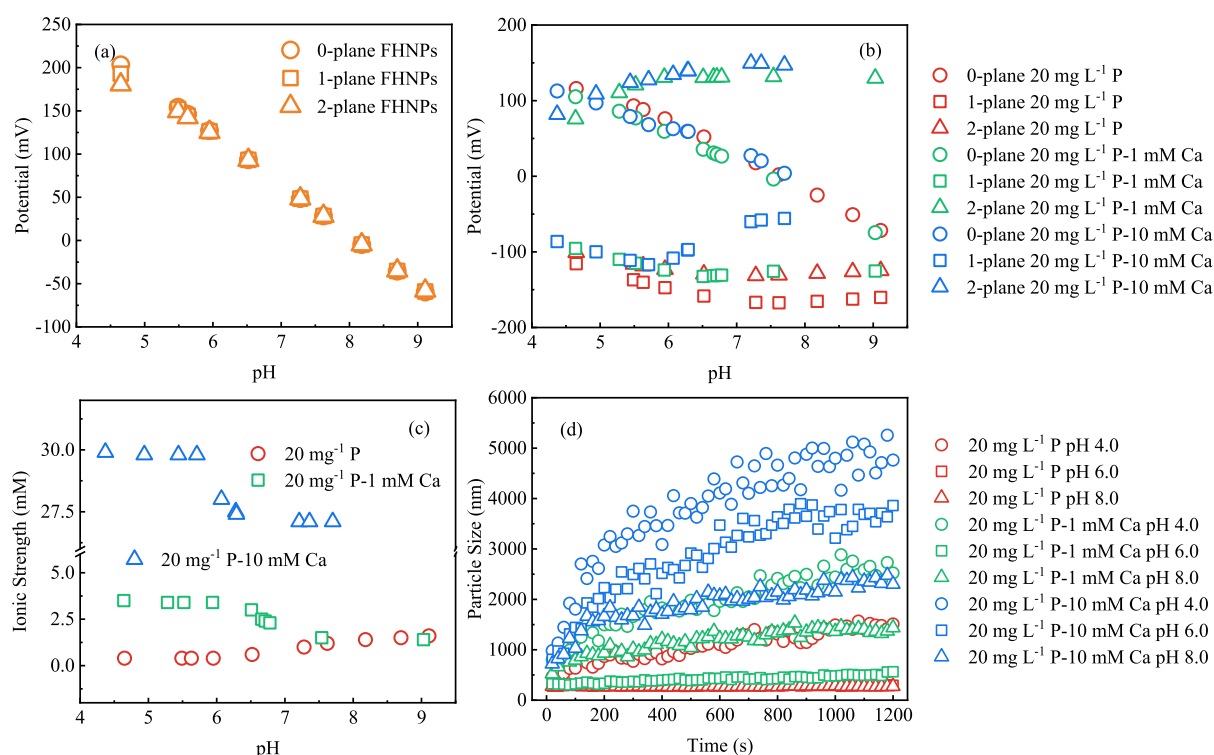 (a)
0-plane FHNPs
1-plane FHNPs
2-plane FHNPs
Potential (mV)
250
200
150
100
50
0
-50
-100
4 5 6 7 8 9
pH
(b)
Potential (mV)
200
100
0
-100
-200
4 5 6 7 8 9
pH
0-plane 20 mg L⁻¹ P
1-plane 20 mg L⁻¹ P
2-plane 20 mg L⁻¹ P
0-plane 20 mg L⁻¹ P-1 mM Ca
1-plane 20 mg L⁻¹ P-1 mM Ca
2-plane 20 mg L⁻¹ P-1 mM Ca
0-plane 20 mg L⁻¹ P-10 mM Ca
1-plane 20 mg L⁻¹ P-10 mM Ca
2-plane 20 mg L⁻¹ P-10 mM Ca
(c)
20 mg⁻¹ P
20 mg⁻¹ P-1 mM Ca
20 mg⁻¹ P-10 mM Ca
Ionic Strength (mM)
30.0
27.5
5.0
2.5
0.0
4 5 6 7 8 9
pH
(d)
Particle Size (nm)
6000
5000
4000
3000
2000
1000
0
0 200 400 600 800 1000 1200
Time (s)
20 mg L⁻¹ P pH 4.0
20 mg L⁻¹ P pH 6.0
20 mg L⁻¹ P pH 8.0
20 mg L⁻¹ P-1 mM Ca pH 4.0
20 mg L⁻¹ P-1 mM Ca pH 6.0
20 mg L⁻¹ P-1 mM Ca pH 8.0
20 mg L⁻¹ P-10 mM Ca pH 4.0
20 mg L⁻¹ P-10 mM Ca pH 6.0
20 mg L⁻¹ P-10 mM Ca pH 8.0